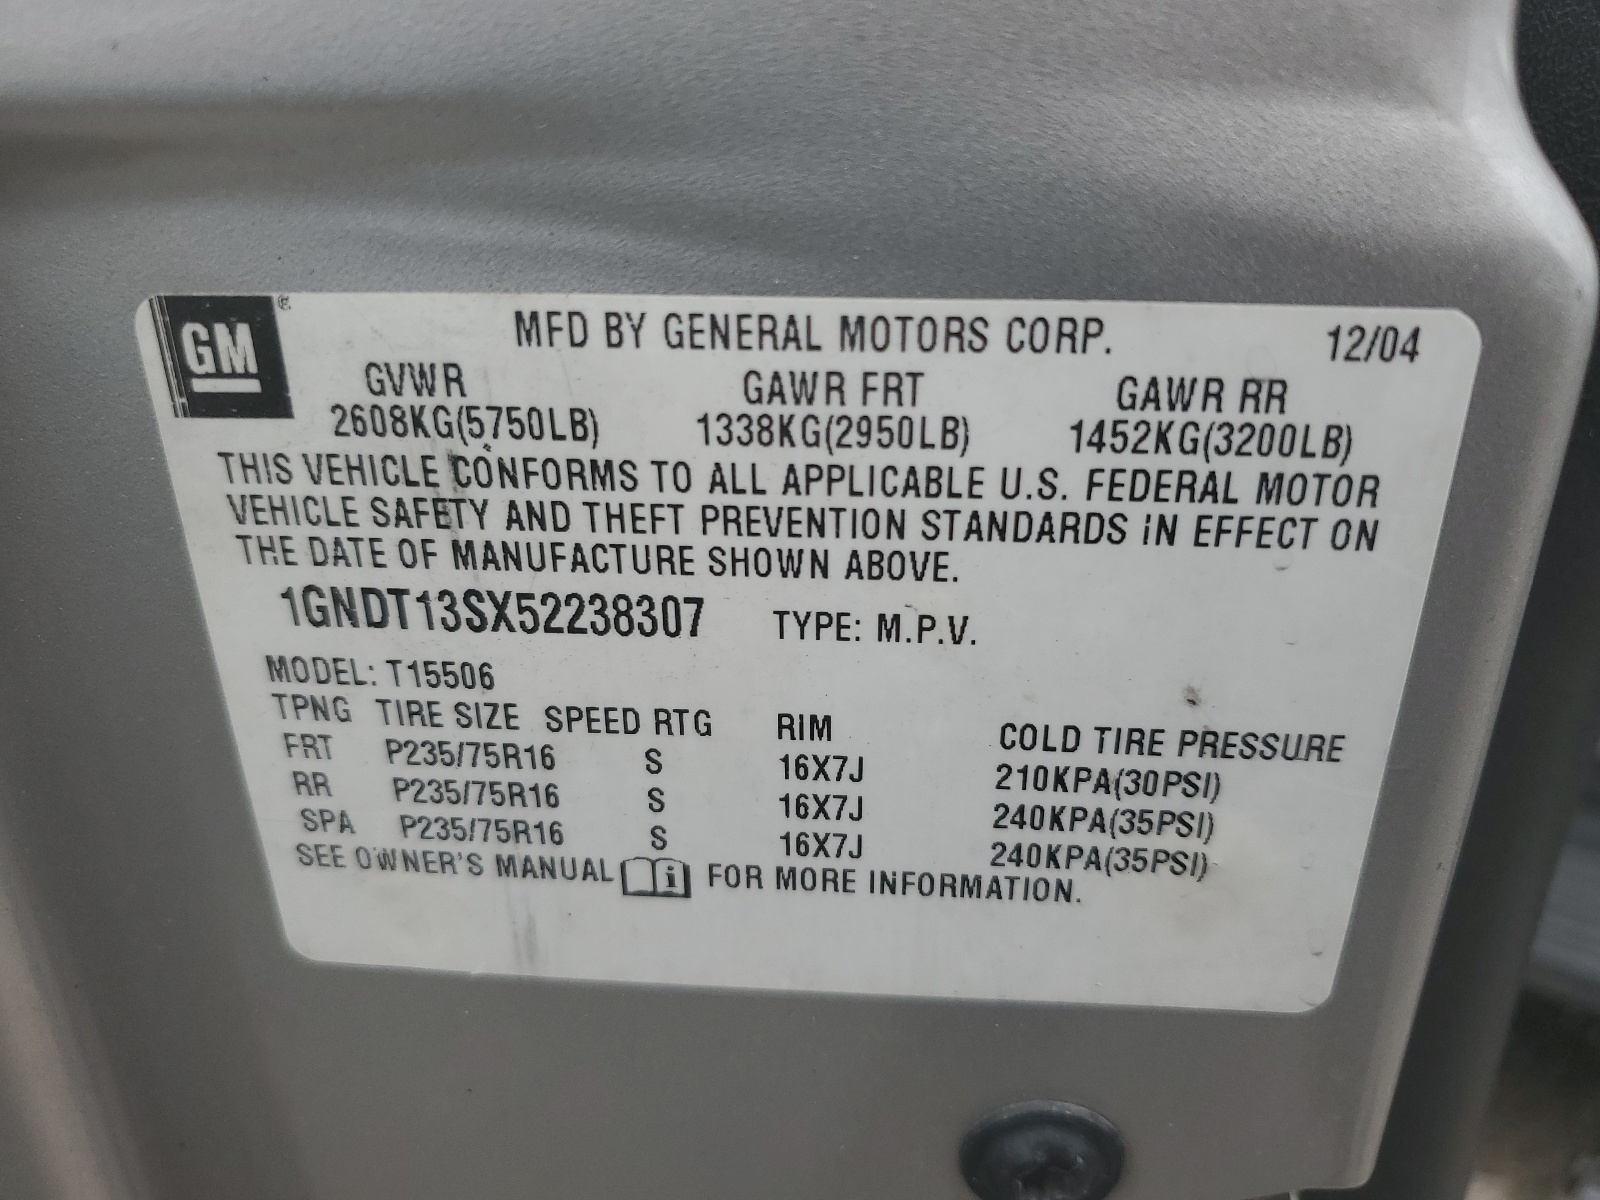 GM ® MFD BY GENERAL MOTORS CORP. 12/04
GVWR GAWR FRT GAWR RR
2608KG(5750LB) 1338KG(2950LB) 1452KG(3200LB)
THIS VEHICLE CONFORMS TO ALL APPLICABLE U.S. FEDERAL MOTOR
VEHICLE SAFETY AND THEFT PREVENTION STANDARDS IN EFFECT ON
THE DATE OF MANUFACTURE SHOWN ABOVE.
1GNDT13SX52238307 TYPE: M.P.V.
MODEL: T15506
TPNG TIRE SIZE SPEED RTG RIM COLD TIRE PRESSURE
FRT P235/75R16 S 16X7J 210KPA(30PSI)
RR P235/75R16 S 16X7J 240KPA(35PSI)
SPA P235/75R16 S 16X7J 240KPA(35PSI)
SEE OWNER'S MANUAL i FOR MORE INFORMATION.